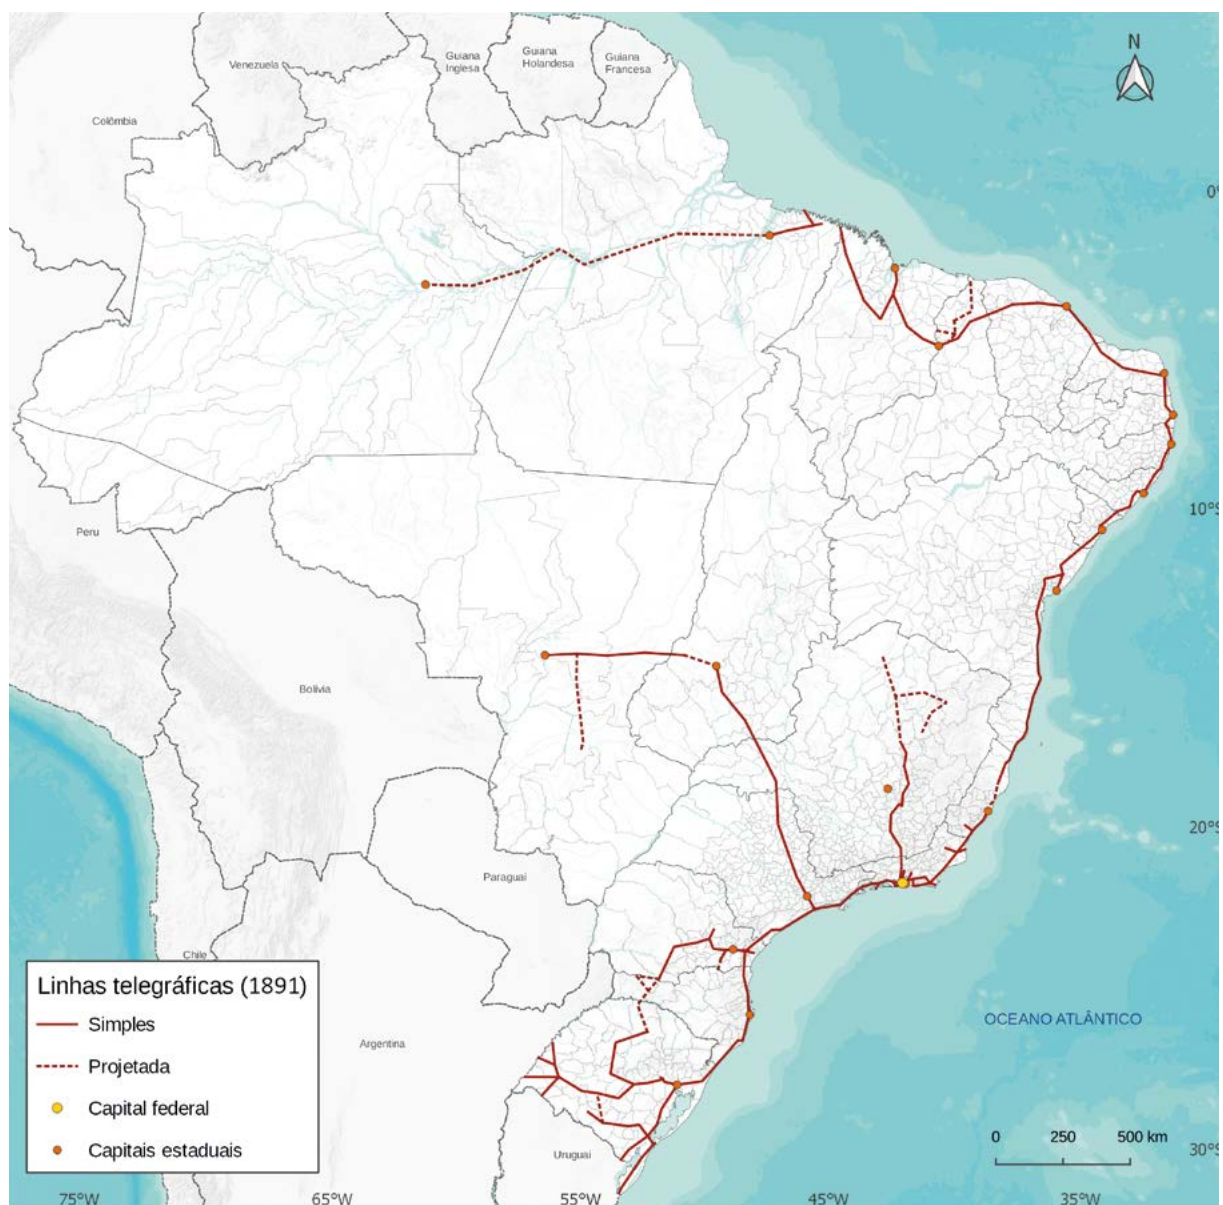 N
Venezuela
Guiana
Inglesa
Guiana
Holandesa
Guiana
Francesa
Colômbia
0°
Peru
10°S
Bolívia
20°S
Paraguai
Chile
Linhas telegráficas (1891)
Simples
Projetada
Capital federal
Capitais estaduais
Argentina
OCEANO ATLÂNTICO
Uruguai
0 250 500 km
30°S
75°W 65°W 55°W 45°W 35°W